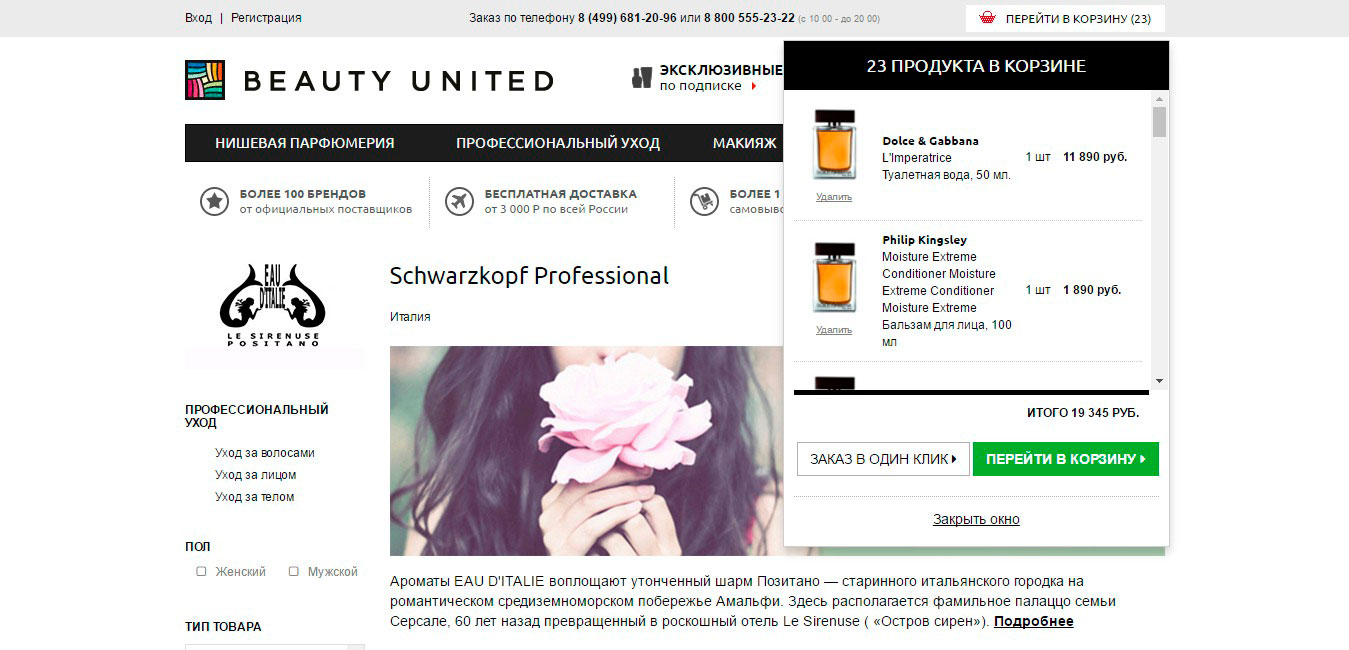 Вход | Регистрация
Заказ по телефону 8 (499) 681-20-96 или 8 800 555-23-22 (с 10 00 - до 20 00)
ПЕРЕЙТИ В КОРЗИНУ (23)
BEAUTY UNITED
ЭКСКЛЮЗИВНЫЕ
по подписке
НИШЕВАЯ ПАРФЮМЕРИЯ
ПРОФЕССИОНАЛЬНЫЙ УХОД
МАКИЯЖ
БОЛЕЕ 100 БРЕНДОВ
от официальных поставщиков
БЕСПЛАТНАЯ ДОСТАВКА
от 3 000 Р по всей России
БОЛЕЕ 1
самовыво
23 ПРОДУКТА В КОРЗИНЕ
Dolce & Gabbana
L'Imperatrice
Туалетная вода, 50 мл.
1 шт 11 890 руб.
Удалить
Philip Kingsley
Moisture Extreme
Conditioner Moisture
Extreme Conditioner
Moisture Extreme
Бальзам для лица, 100
мл
1 шт 1 890 руб.
Удалить
ИТОГО 19 345 РУБ.
ЗАКАЗ В ОДИН КЛИК
ПЕРЕЙТИ В КОРЗИНУ
Закрыть окно
EAU
D'ITALIE
LE SIRENUSE
POSITANO
ПРОФЕССИОНАЛЬНЫЙ
УХОД
Уход за волосами
Уход за лицом
Уход за телом
ПОЛ
Женский
Мужской
ТИП ТОВАРА
Schwarzkopf Professional
Италия
Ароматы EAU D'ITALIE воплощают утонченный шарм Позитано — старинного итальянского городка на
романтическом средиземноморском побережье Амальфи. Здесь располагается фамильное палаццо семьи
Серсале, 60 лет назад превращенный в роскошный отель Le Sirenuse ( «Остров сирен»). Подробнее